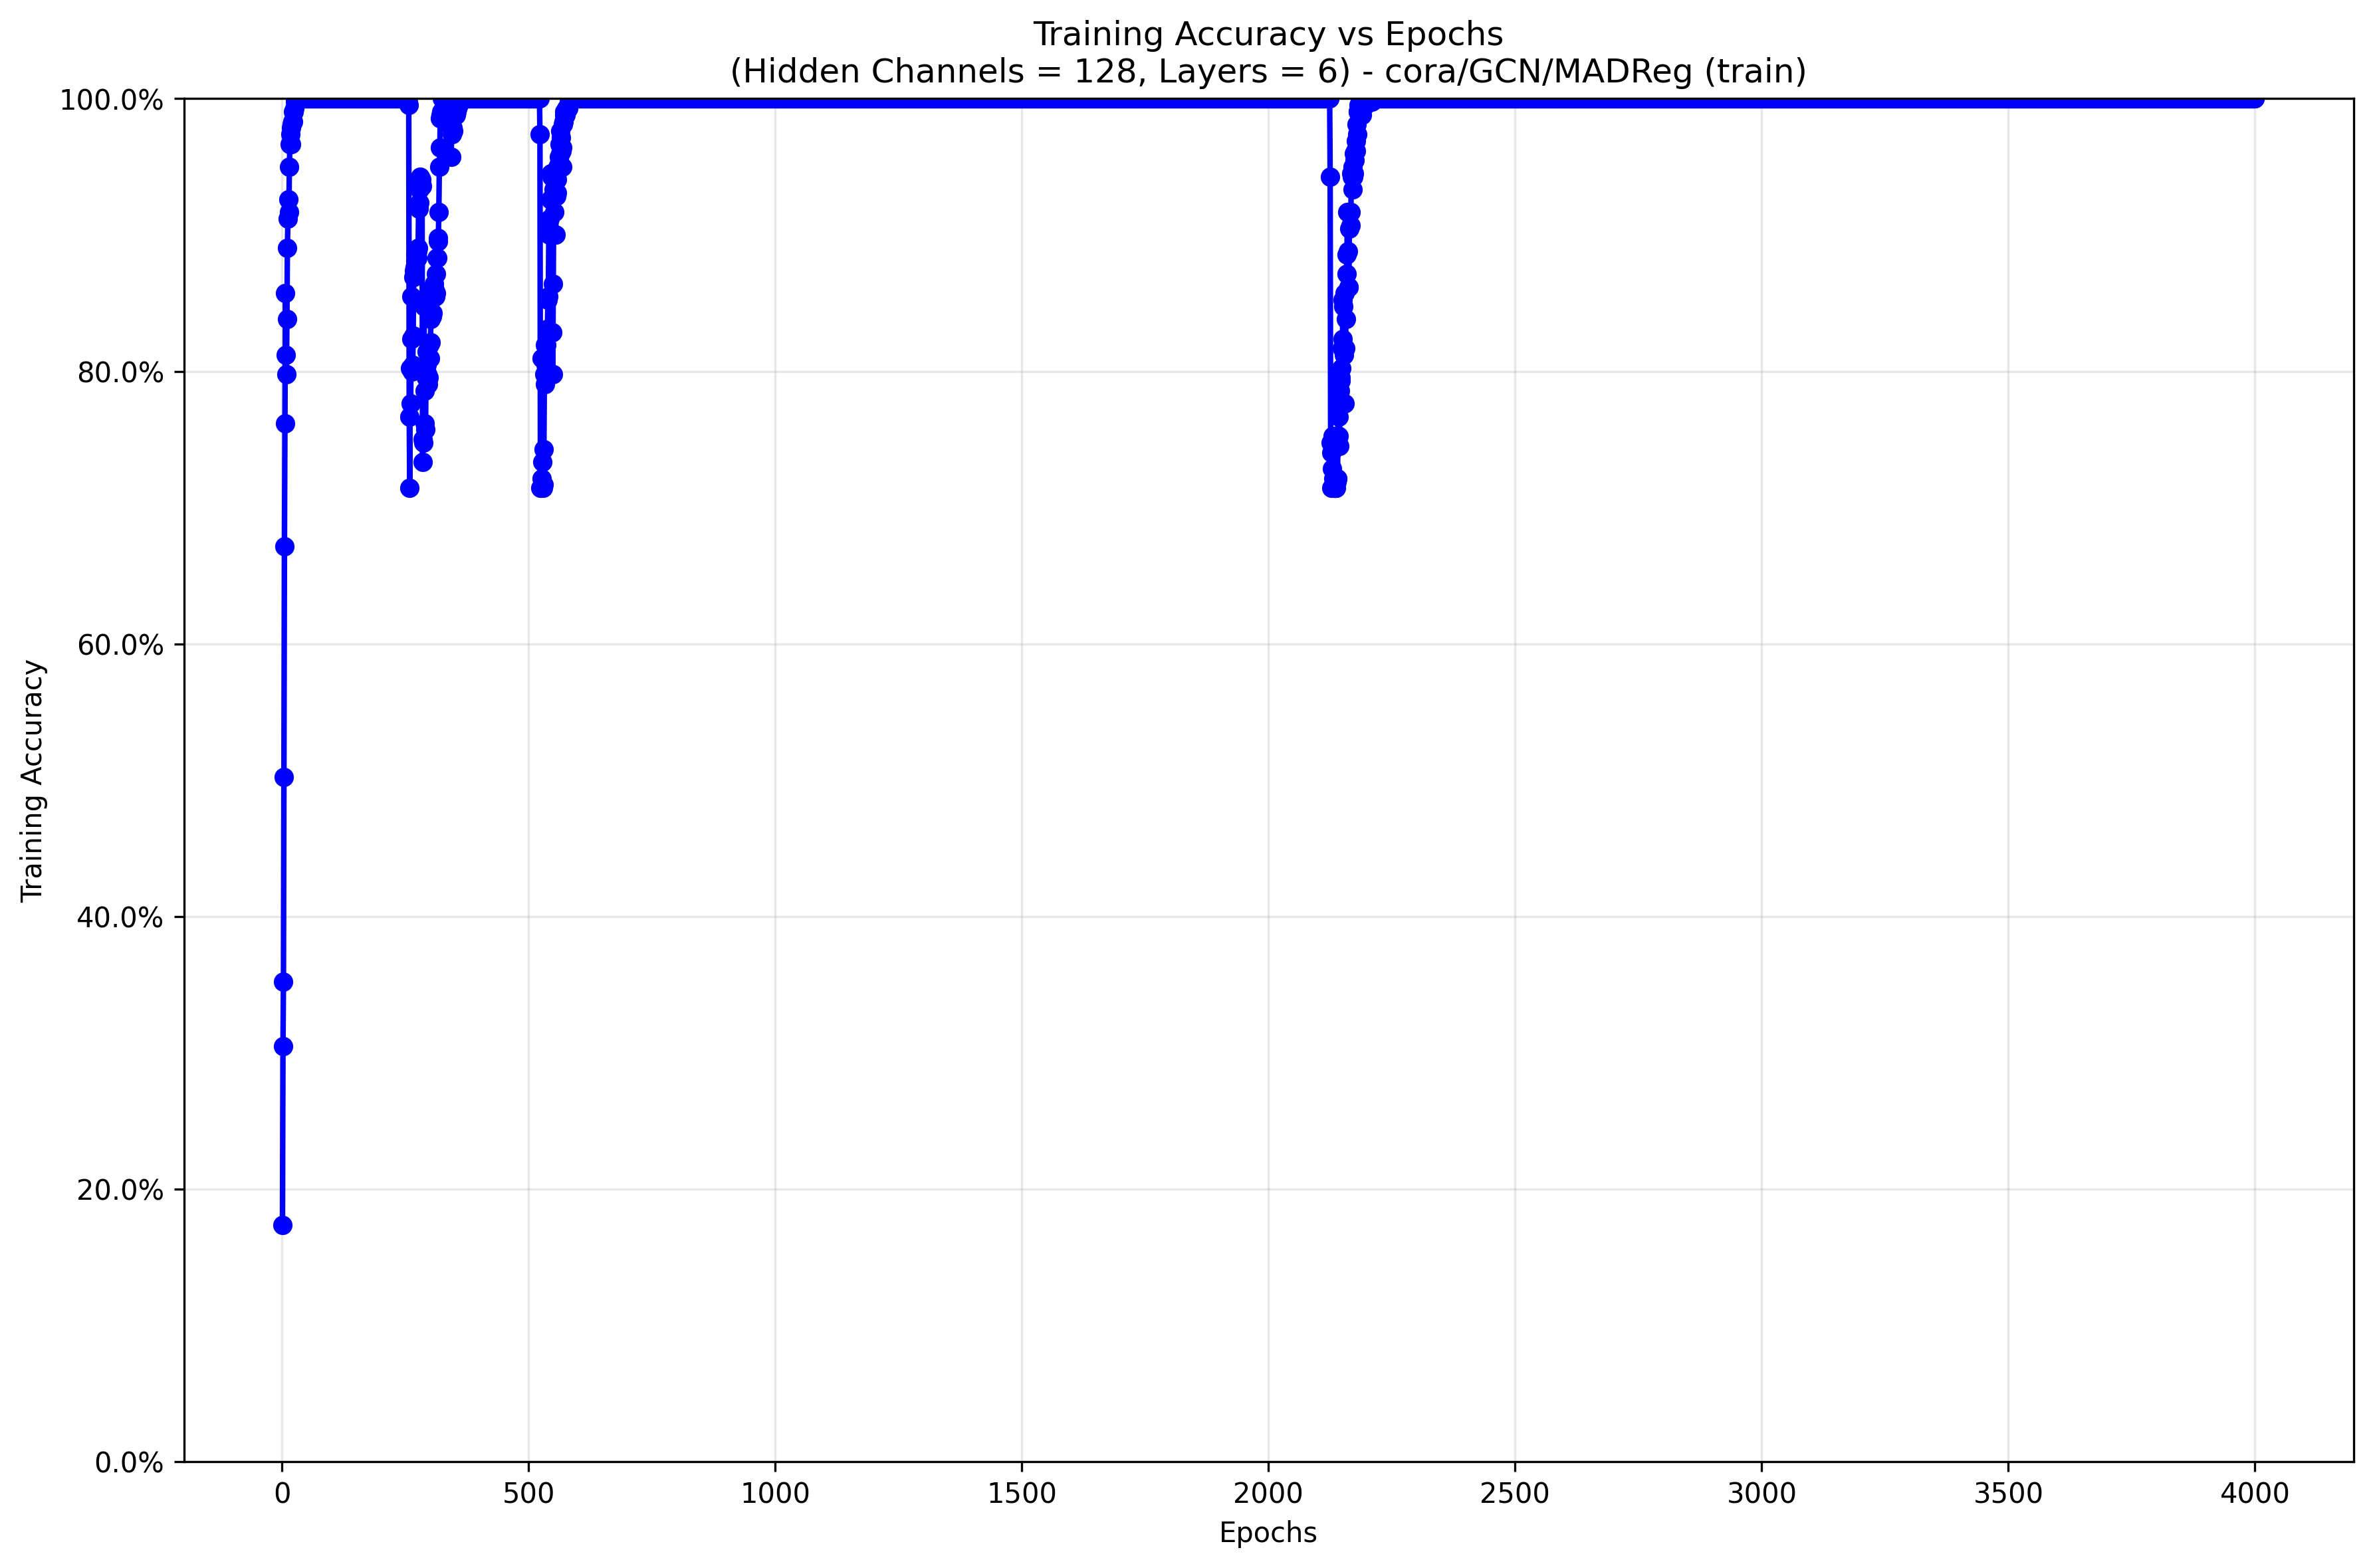 Training Accuracy vs Epochs
(Hidden Channels = 128, Layers = 6) - cora/GCN/MADReg (train)
100.0%
80.0%
60.0%
40.0%
20.0%
0.0%
Training Accuracy
0 500 1000 1500 2000 2500 3000 3500 4000
Epochs